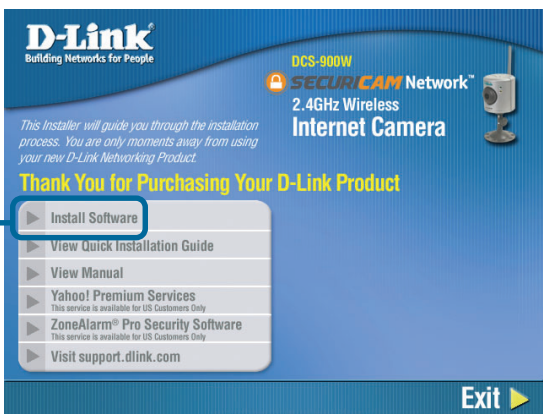 D-Link
Building Networks for People
DCS-900W
SECURICAM Network™
2.4GHz Wireless
Internet Camera
This Installer will guide you through the installation
process. You are only moments away from using
your new D-Link Networking Product.
Thank You for Purchasing Your D-Link Product
Install Software
View Quick Installation Guide
View Manual
Yahoo! Premium Services
This service is available for US Customers Only
ZoneAlarm® Pro Security Software
This service is available for US Customers Only
Visit support.dlink.com
Exit